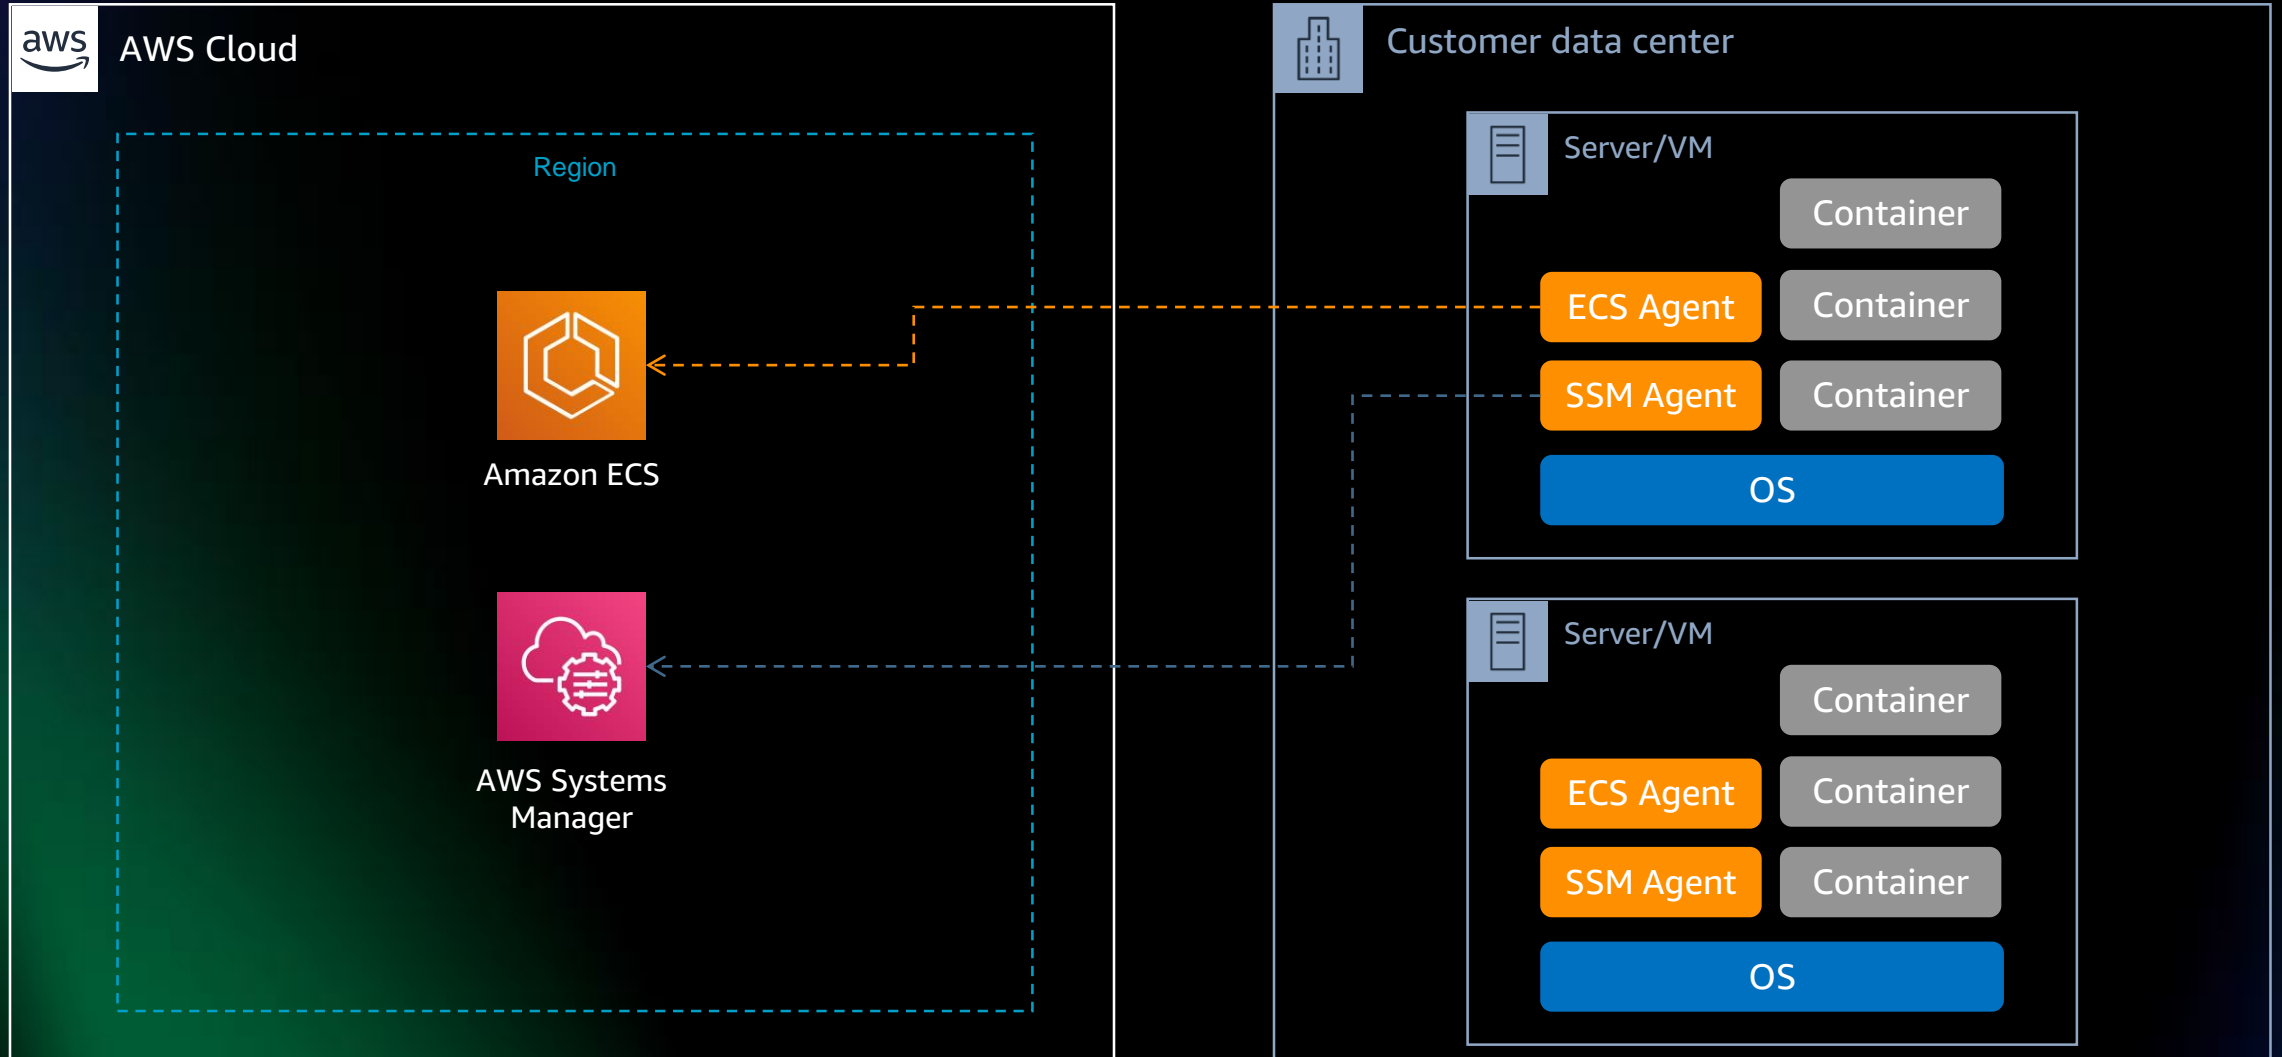 aws
AWS Cloud
Region
Amazon ECS
AWS Systems
Manager
Customer data center
Server/VM
Container
ECS Agent
Container
SSM Agent
Container
OS
Server/VM
Container
ECS Agent
Container
SSM Agent
Container
OS